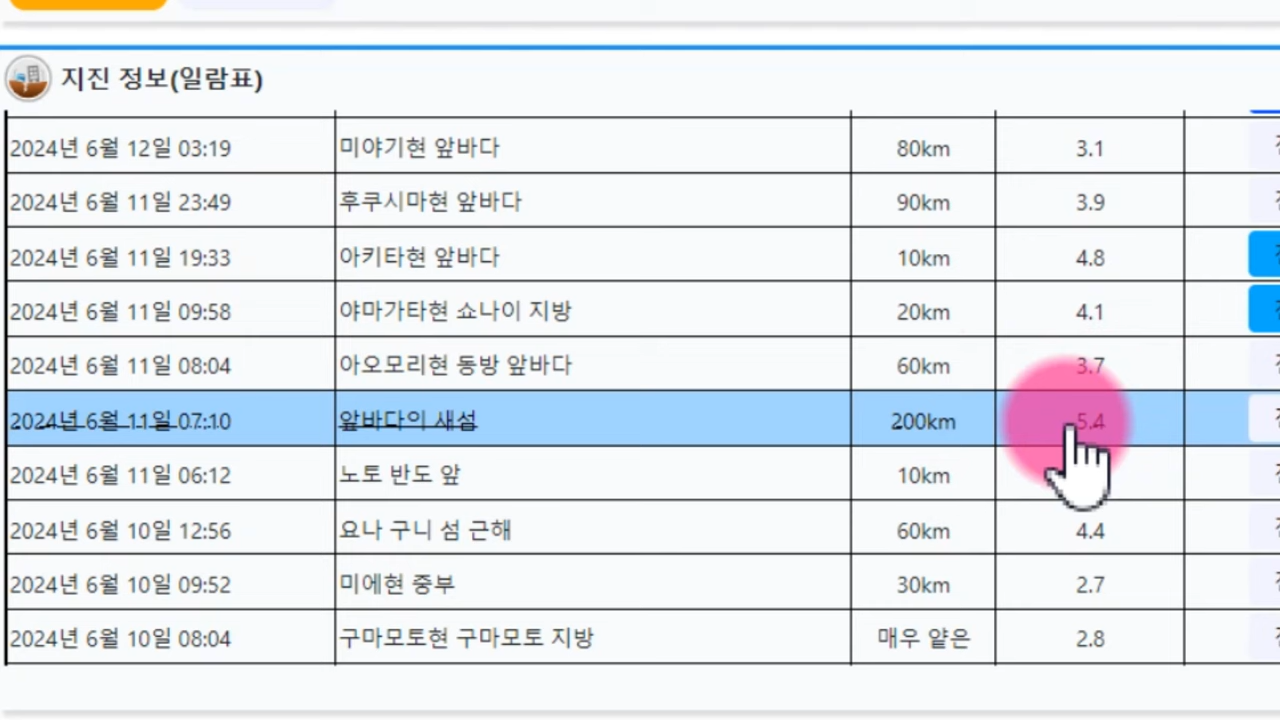 지진 정보(일람표)
2024년 6월 12일 03:19 미야기현 앞바다 80km 3.1
2024년 6월 11일 23:49 후쿠시마현 앞바다 90km 3.9
2024년 6월 11일 19:33 아키타현 앞바다 10km 4.8
2024년 6월 11일 09:58 야마가타현 쇼나이 지방 20km 4.1
2024년 6월 11일 08:04 아오모리현 동방 앞바다 60km 3.7
2024년 6월 11일 07:10 앞바다의 새섬 200km 5.4
2024년 6월 11일 06:12 노토 반도 앞 10km
2024년 6월 10일 12:56 요나 구니 섬 근해 60km 4.4
2024년 6월 10일 09:52 미에현 중부 30km 2.7
2024년 6월 10일 08:04 구마모토현 구마모토 지방 매우 얕은 2.8